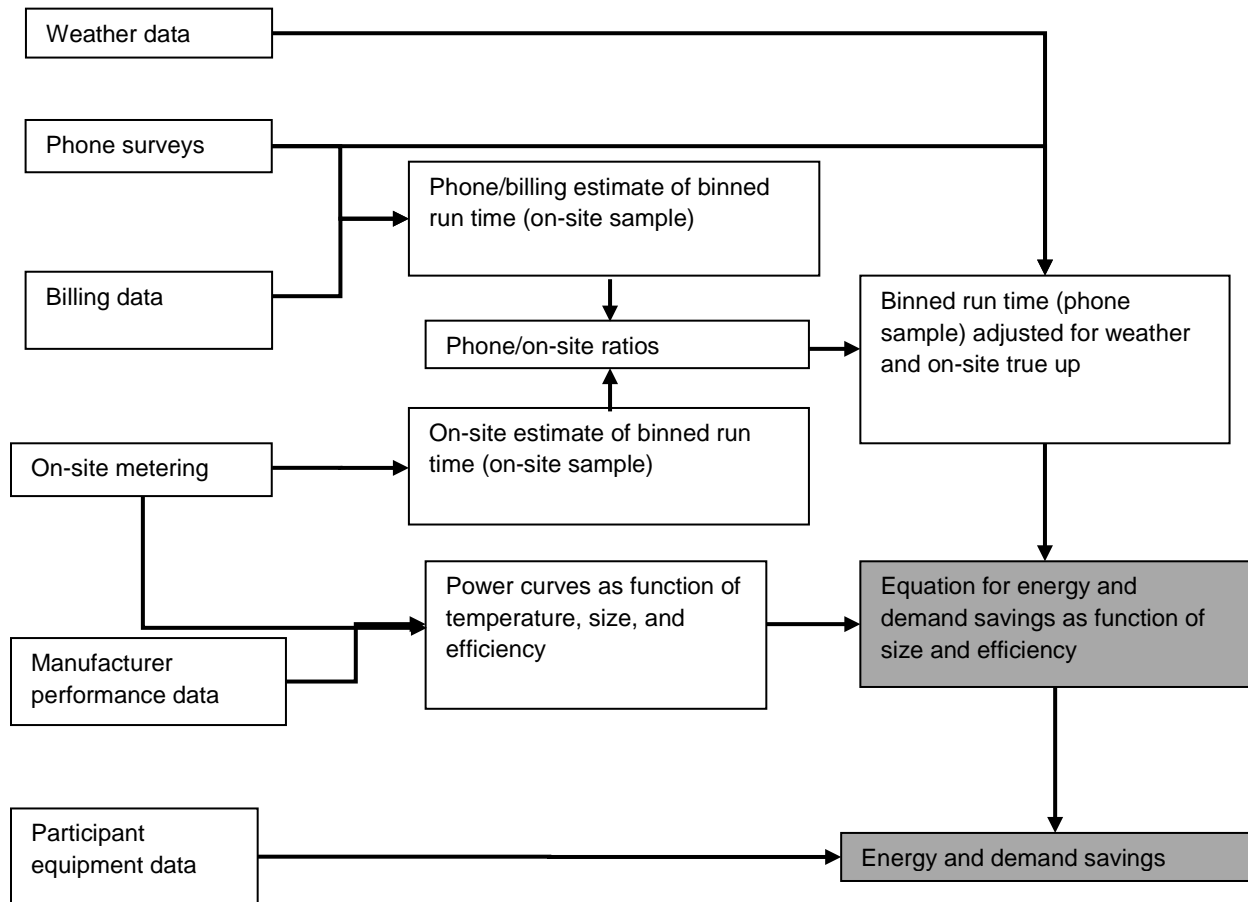 Weather data
Phone surveys
Phone/billing estimate of binned
run time (on-site sample)
Billing data
Binned run time (phone
sample) adjusted for weather
and on-site true up
Phone/on-site ratios
On-site estimate of binned run
time (on-site sample)
On-site metering
Power curves as function of
temperature, size, and
efficiency
Equation for energy and
demand savings as function of
size and efficiency
Manufacturer
performance data
Participant
equipment data
Energy and demand savings